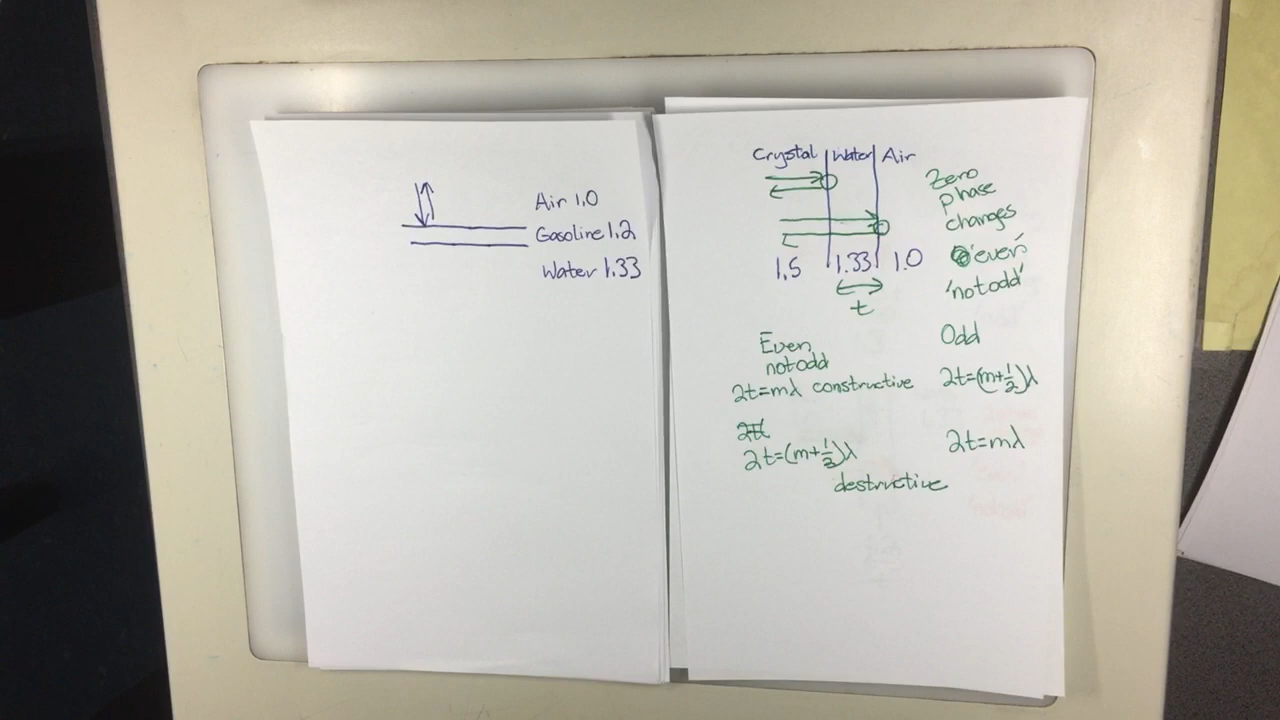 Air 1.0
Gasoline 1.2
Water 1.33
Crystal Water Air
1.5 1.33 1.0
t
Zero
phase
changes
'even'
'not odd'
Even
not odd
2t=mλ constructive
2t=(m+½)λ
destructive
Odd
2t=(m+½)λ
2t=mλ